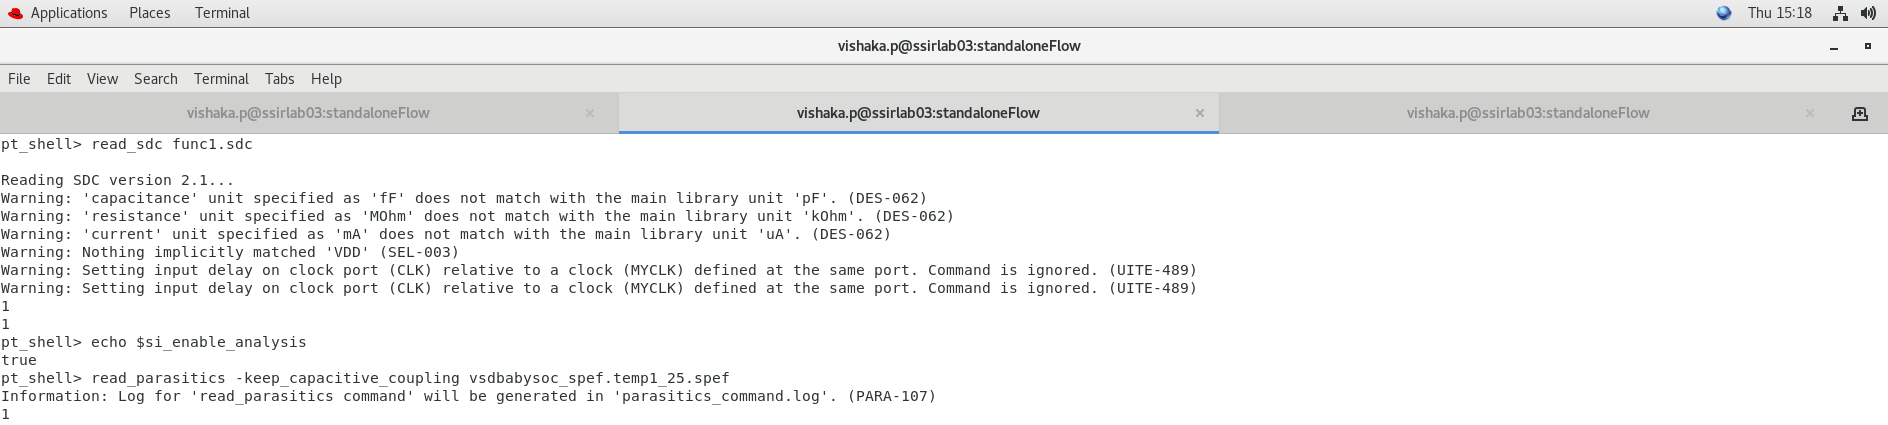 Applications Places Terminal Thu 15:18
vishaka.p@ssirlab03:standaloneFlow
File Edit View Search Terminal Tabs Help
vishaka.p@ssirlab03:standaloneFlow × vishaka.p@ssirlab03:standaloneFlow × vishaka.p@ssirlab03:standaloneFlow ×
pt_shell> read_sdc func1.sdc
Reading SDC version 2.1...
Warning: 'capacitance' unit specified as 'fF' does not match with the main library unit 'pF'. (DES-062)
Warning: 'resistance' unit specified as 'MOhm' does not match with the main library unit 'kOhm'. (DES-062)
Warning: 'current' unit specified as 'mA' does not match with the main library unit 'uA'. (DES-062)
Warning: Nothing implicitly matched 'VDD' (SEL-003)
Warning: Setting input delay on clock port (CLK) relative to a clock (MYCLK) defined at the same port. Command is ignored. (UITE-489)
Warning: Setting input delay on clock port (CLK) relative to a clock (MYCLK) defined at the same port. Command is ignored. (UITE-489)
1
1
pt_shell> echo $si_enable_analysis
true
pt_shell> read_parasitics -keep_capacitive_coupling vsdbabysoc_spef.temp1_25.spef
Information: Log for 'read_parasitics command' will be generated in 'parasitics_command.log'. (PARA-107)
1